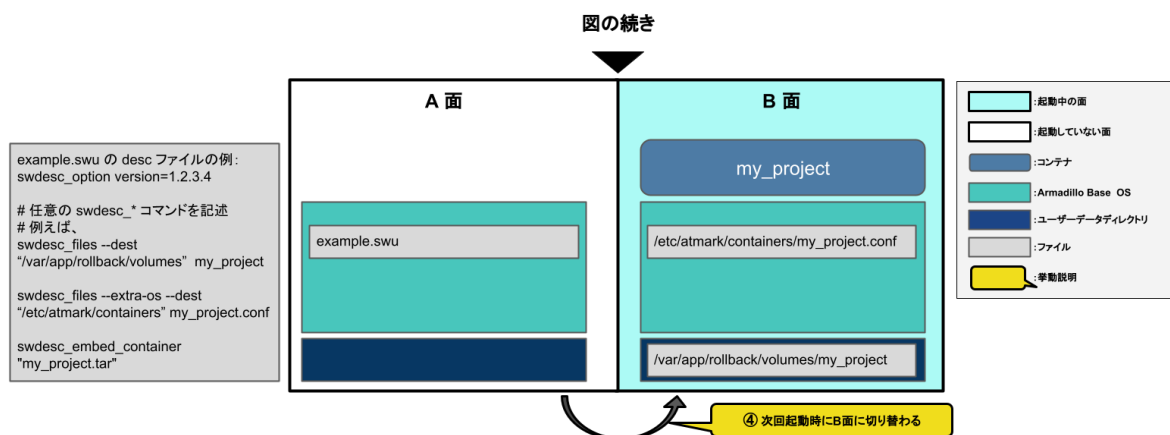 図の続き
A 面
B 面
example.swu の desc ファイルの例:
swdesc_option version=1.2.3.4
# 任意の swdesc_* コマンドを記述
# 例えば、
swdesc_files --dest
“/var/app/rollback/volumes” my_project
swdesc_files --extra-os --dest
“/etc/atmark/containers” my_project.conf
swdesc_embed_container
"my_project.tar"
example.swu
my_project
/etc/atmark/containers/my_project.conf
/var/app/rollback/volumes/my_project
④ 次回起動時にB面に切り替わる
:起動中の面
:起動していない面
:コンテナ
:Armadillo Base OS
:ユーザーデータディレクトリ
:ファイル
:挙動説明